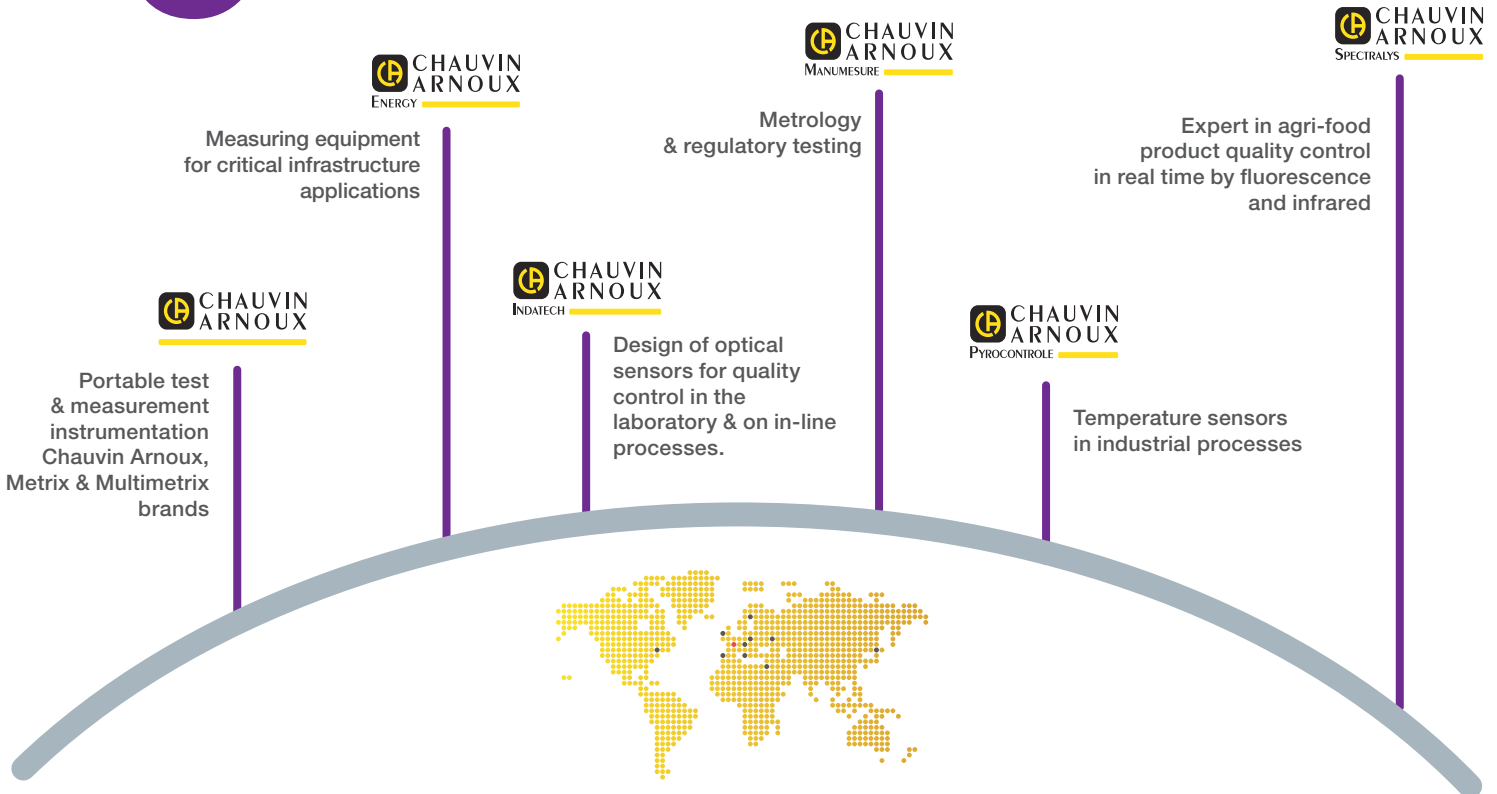 CHAUVIN
ARNOUX
Portable test
& measurement
instrumentation
Chauvin Arnoux,
Metrix & Multimetrix
brands
CHAUVIN
ARNOUX
ENERGY
Measuring equipment
for critical infrastructure
applications
CHAUVIN
ARNOUX
INDATECH
Design of optical
sensors for quality
control in the
laboratory & on in-line
processes.
CHAUVIN
ARNOUX
MANUMESURE
Metrology
& regulatory testing
CHAUVIN
ARNOUX
PYROCONTROLE
Temperature sensors
in industrial processes
CHAUVIN
ARNOUX
SPECTRALYS
Expert in agri-food
product quality control
in real time by fluorescence
and infrared